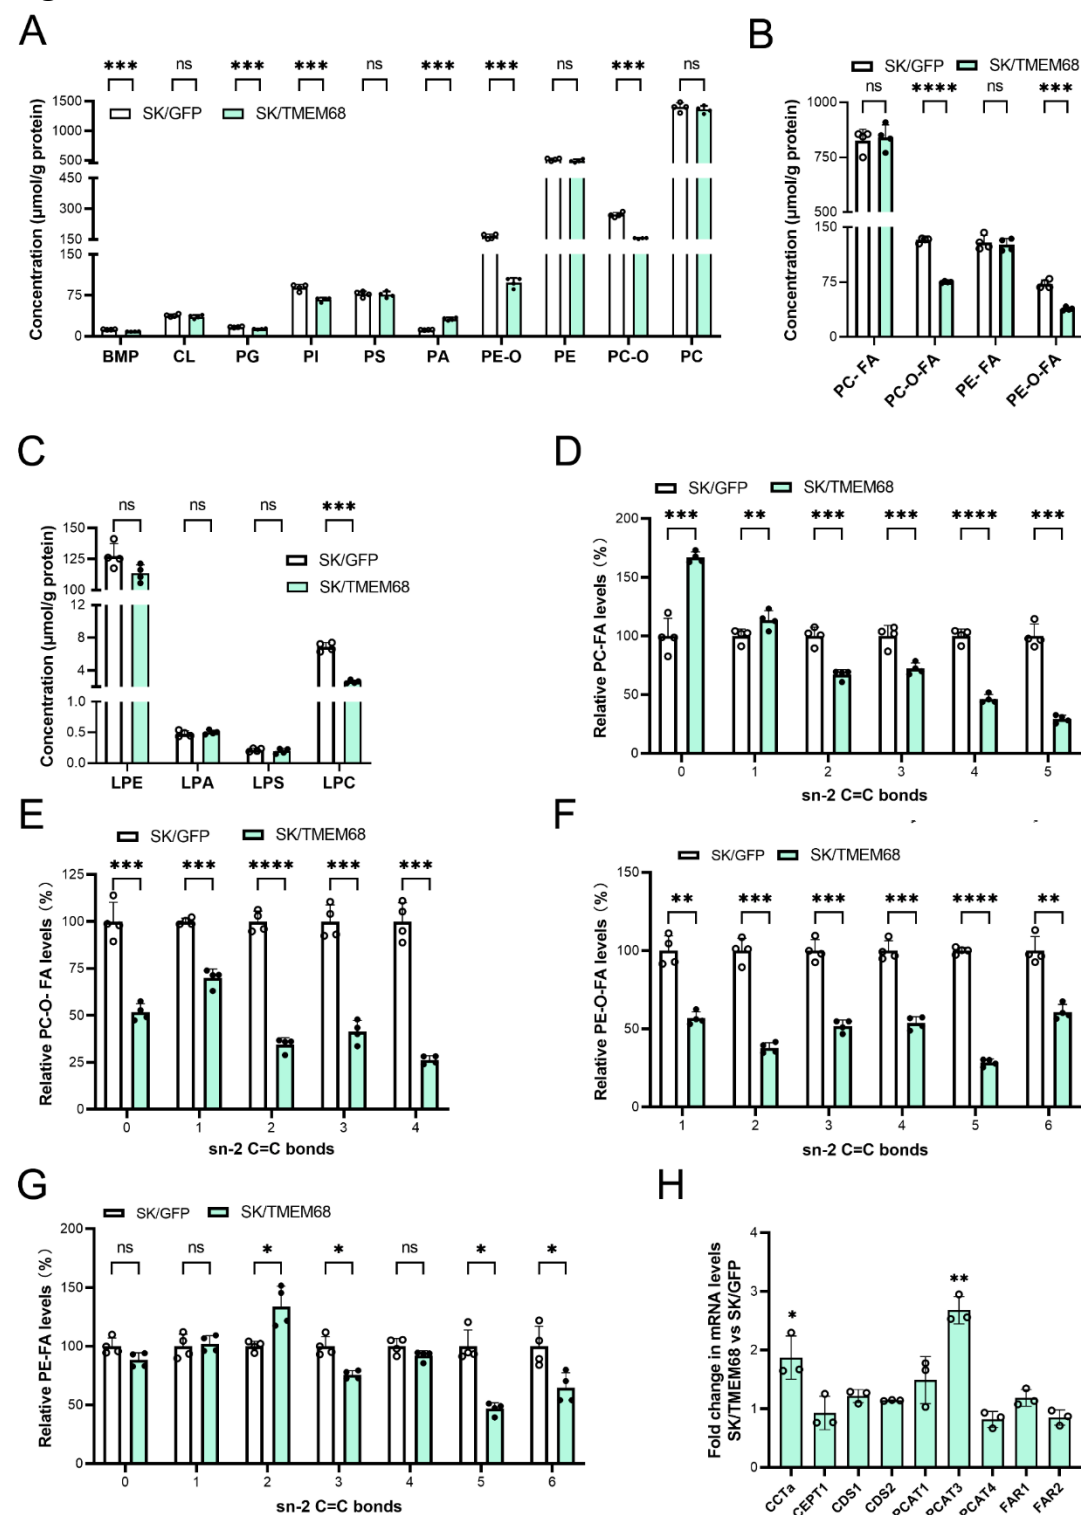 A
*** ns *** *** ns *** *** ns *** ns
SK/GFP SK/TMEM68
Concentration (μmol/g protein)
1500
1000
500
450
300
150
150
75
0
BMP CL PG PI PS PA PE-O PE PC-O PC
B
SK/GFP SK/TMEM68
ns **** ns ***
Concentration (μmol/g protein)
1000
750
500
150
75
0
PC- FA PC-O-FA PE- FA PE-O-FA
C
ns ns ns ***
SK/GFP
SK/TMEM68
Concentration (μmol/g protein)
150
125
100
12
8
4
1.0
0.5
0.0
LPE LPA LPS LPC
D
SK/GFP SK/TMEM68
*** ** *** *** **** ***
Relative PC-FA levels (%)
200
150
100
50
0
0 1 2 3 4 5
sn-2 C=C bonds
E
SK/GFP SK/TMEM68
*** *** **** *** ***
Relative PC-O- FA levels (%)
125
100
75
50
25
0
0 1 2 3 4
sn-2 C=C bonds
F
SK/GFP SK/TMEM68
** *** *** *** **** **
Relative PE-O-FA levels (%)
150
100
50
0
1 2 3 4 5 6
sn-2 C=C bonds
G
SK/GFP SK/TMEM68
ns ns * * ns * *
Relative PE-FA levels (%)
200
150
100
50
0
0 1 2 3 4 5 6
sn-2 C=C bonds
H
* **
Fold change in mRNA levels
SK/TMEM68 vs SK/GFP
4
3
2
1
0
CCTa CEPT1 CDS1 CDS2 PCAT1 PCAT3 PCAT4 FAR1 FAR2